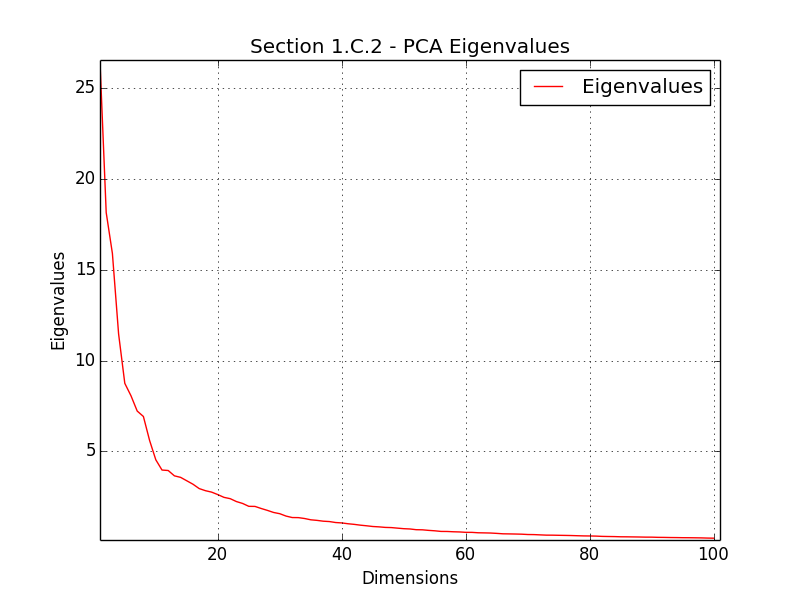 Section 1.C.2 - PCA Eigenvalues
Eigenvalues
25
20
15
10
5
Eigenvalues
20 40 60 80 100
Dimensions